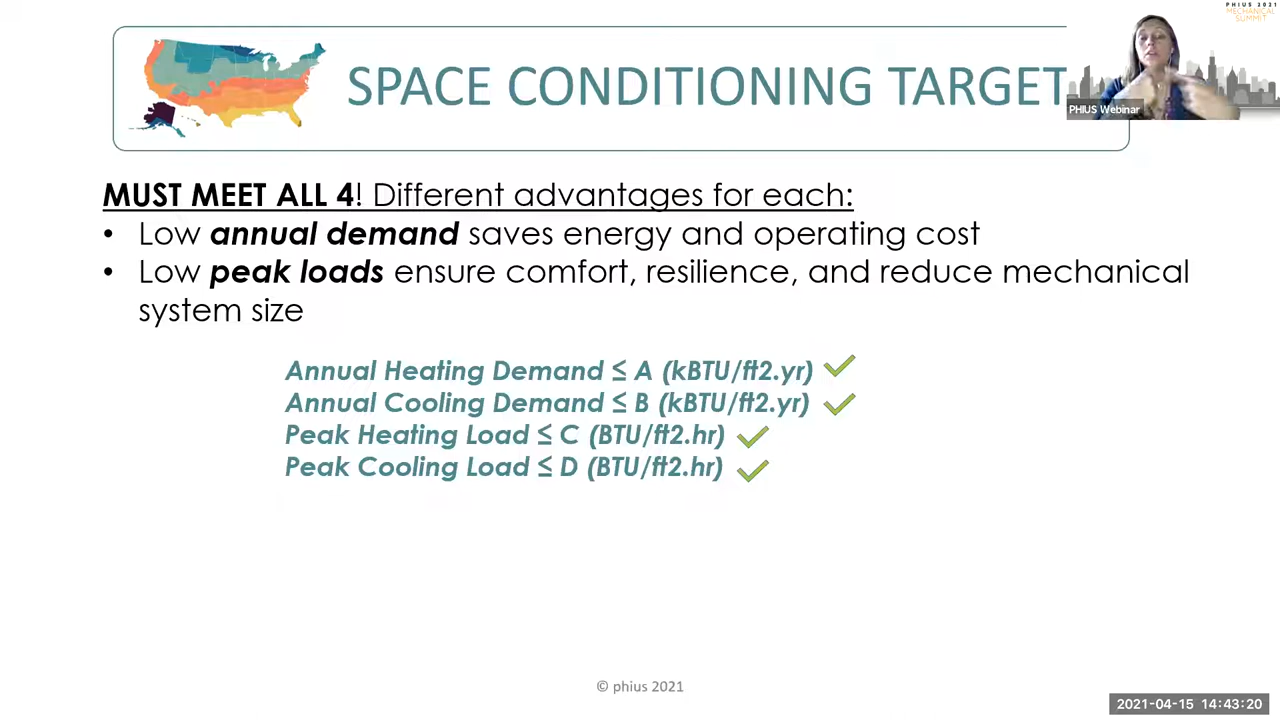 PHIUS 2021
MECHANICAL
SUMMIT
SPACE CONDITIONING TARGET
PHIUS Webinar
MUST MEET ALL 4! Different advantages for each:
• Low annual demand saves energy and operating cost
• Low peak loads ensure comfort, resilience, and reduce mechanical
system size
Annual Heating Demand ≤ A (kBTU/ft2.yr)
Annual Cooling Demand ≤ B (kBTU/ft2.yr)
Peak Heating Load ≤ C (BTU/ft2.hr)
Peak Cooling Load ≤ D (BTU/ft2.hr)
© phius 2021
2021-04-15 14:43:20